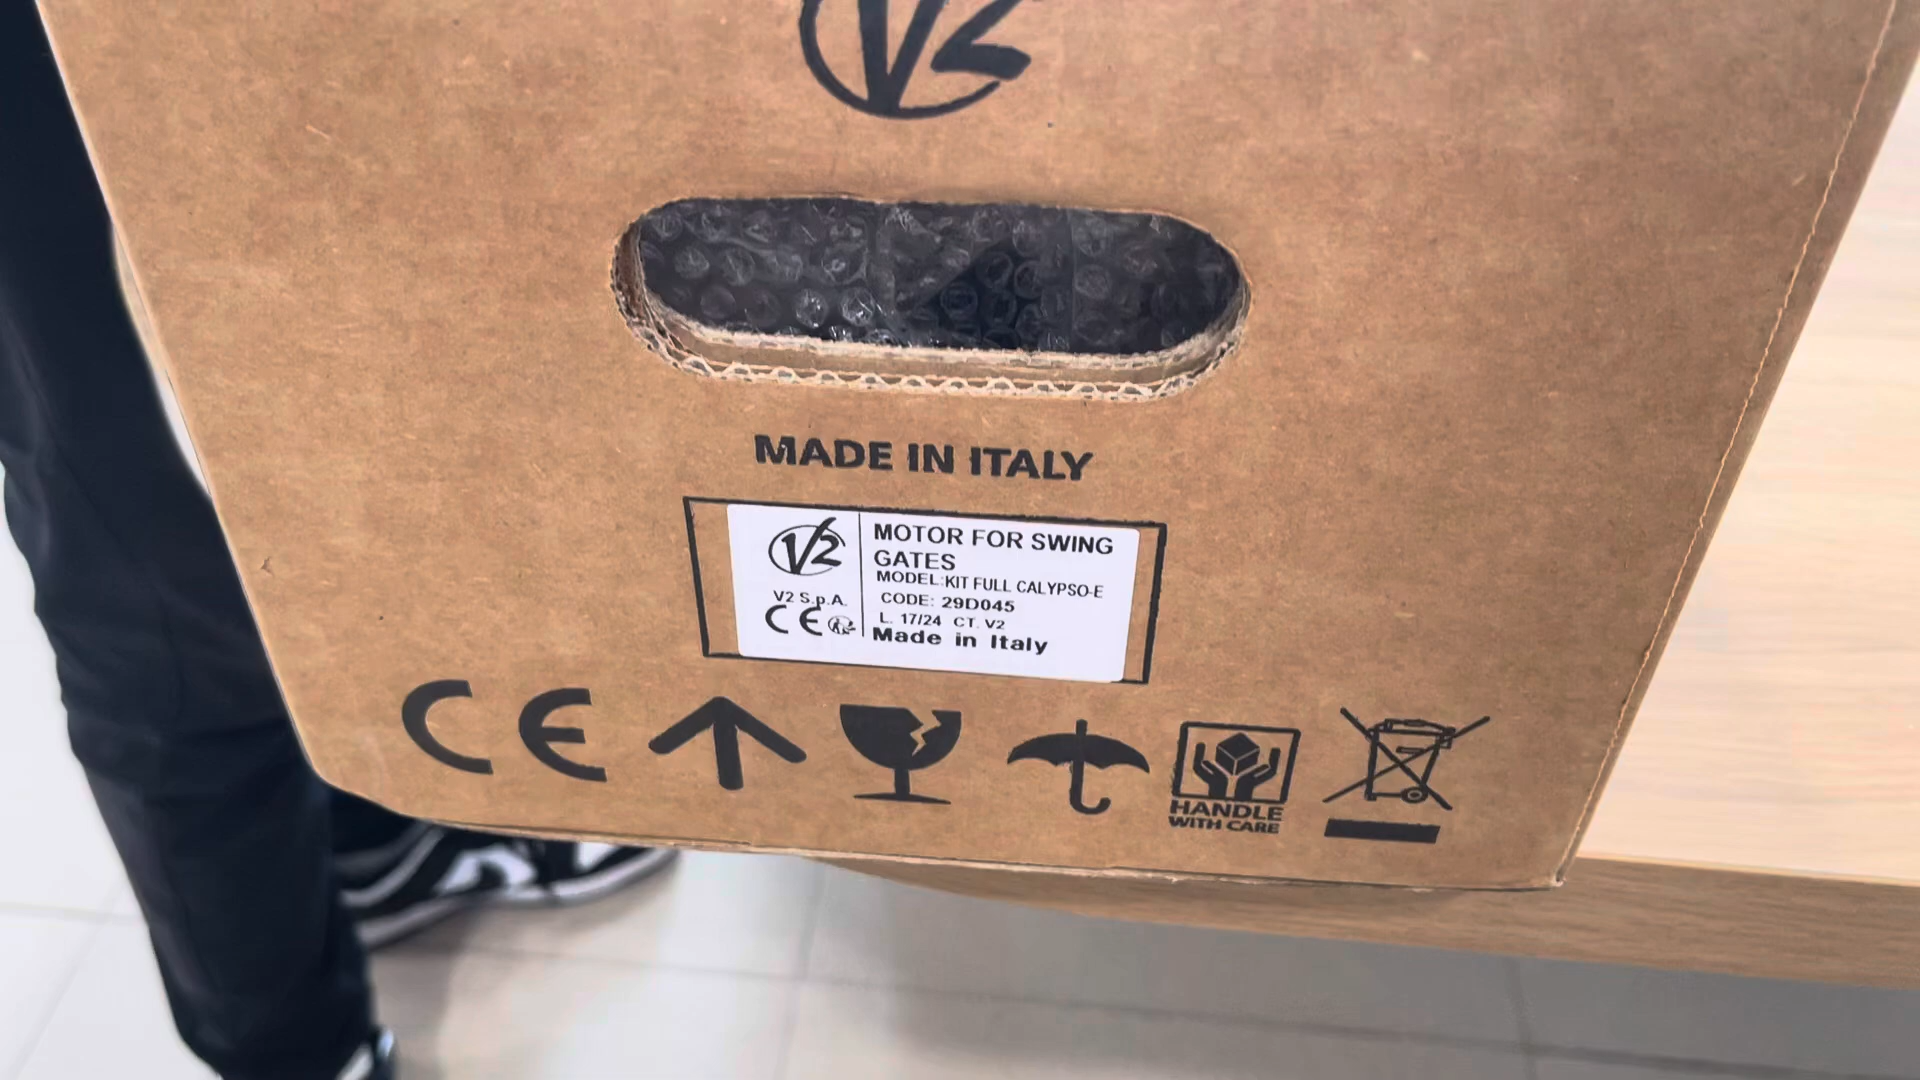 V2
MADE IN ITALY
V2
V2 S.p.A.
CE
MOTOR FOR SWING
GATES
MODEL:KIT FULL CALYPSO-E
CODE: 29D045
L. 17/24 CT. V2
Made in Italy
CE
HANDLE
WITH CARE